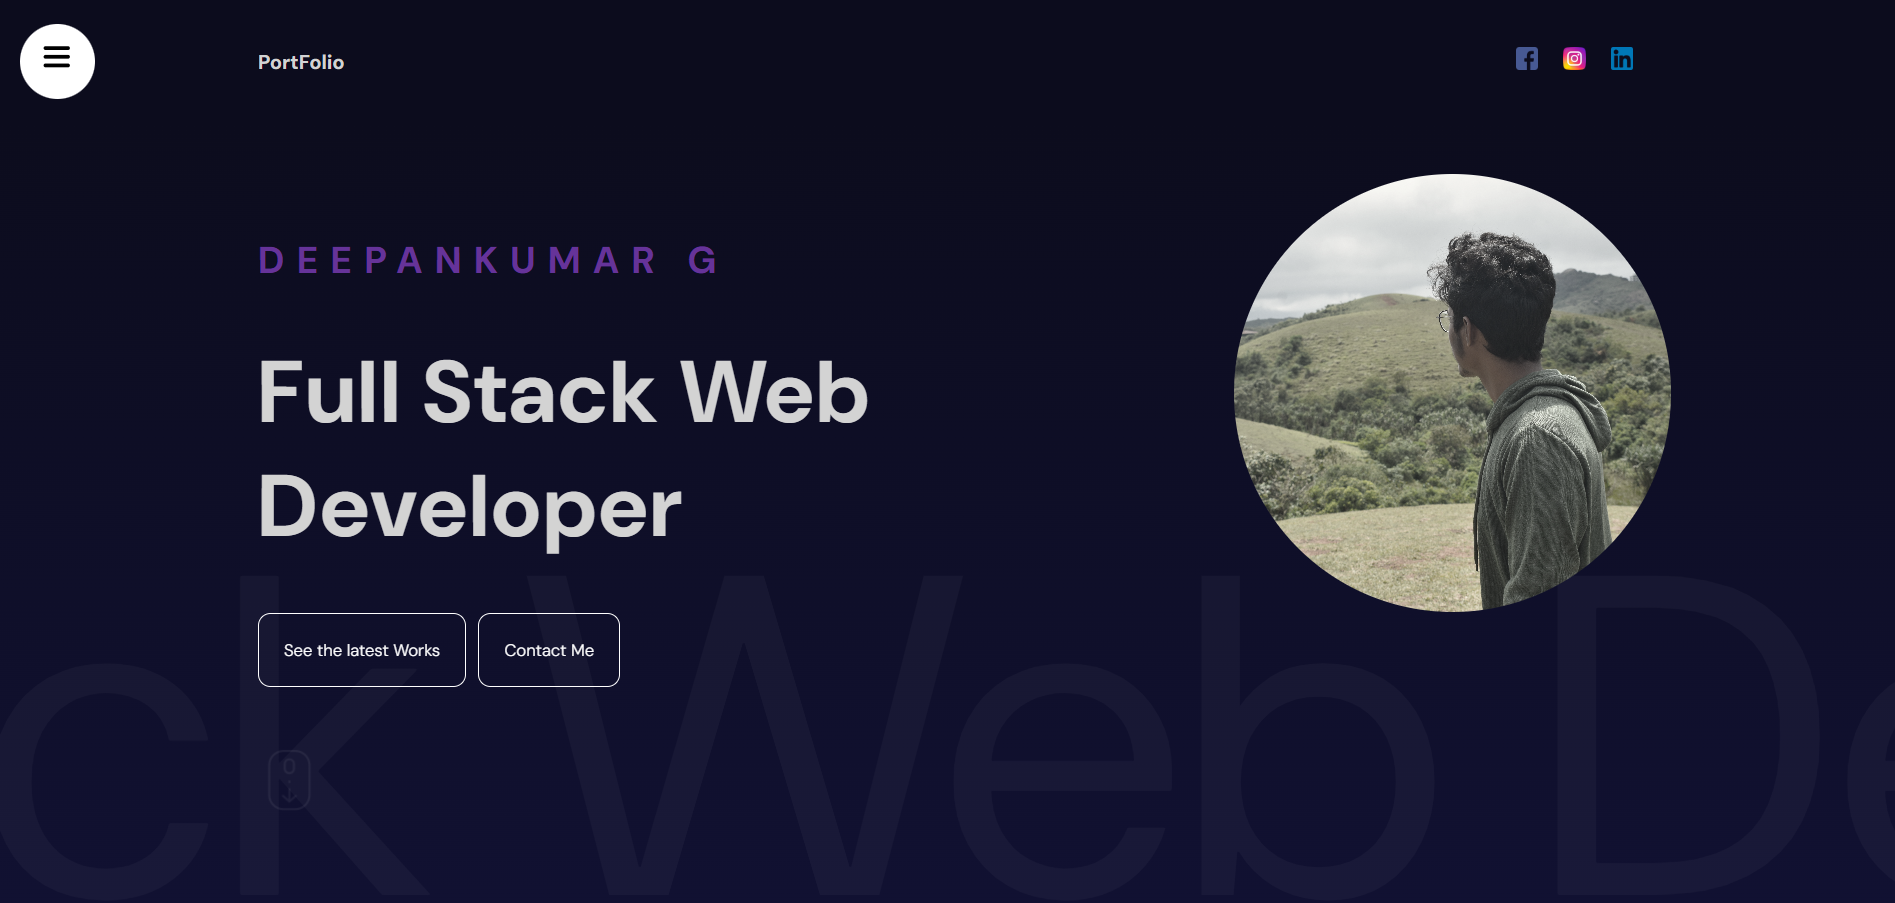 PortFolio
DEEPANKUMAR G
Full Stack Web
Developer
See the latest Works
Contact Me
ck Web De